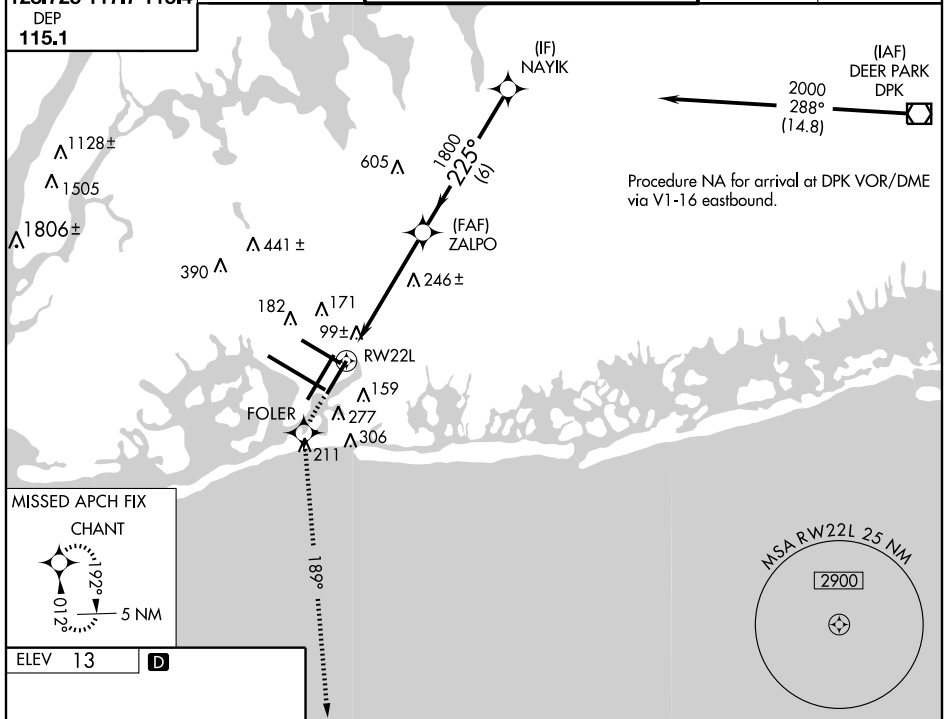 DEP
115.1
(IF)
NAYIK
(IAF)
DEER PARK
DPK
2000
288°
(14.8)
1128±
1505
1806±
605
1800
225°
(6)
Procedure NA for arrival at DPK VOR/DME
via V1-16 eastbound.
(FAF)
ZALPO
441 ±
390
246±
182
171
99±
RW22L
159
FOLER
277
306
211
MISSED APCH FIX
CHANT
192°
012°
5 NM
189°
MSA RW22L 25 NM
2900
ELEV 13
D